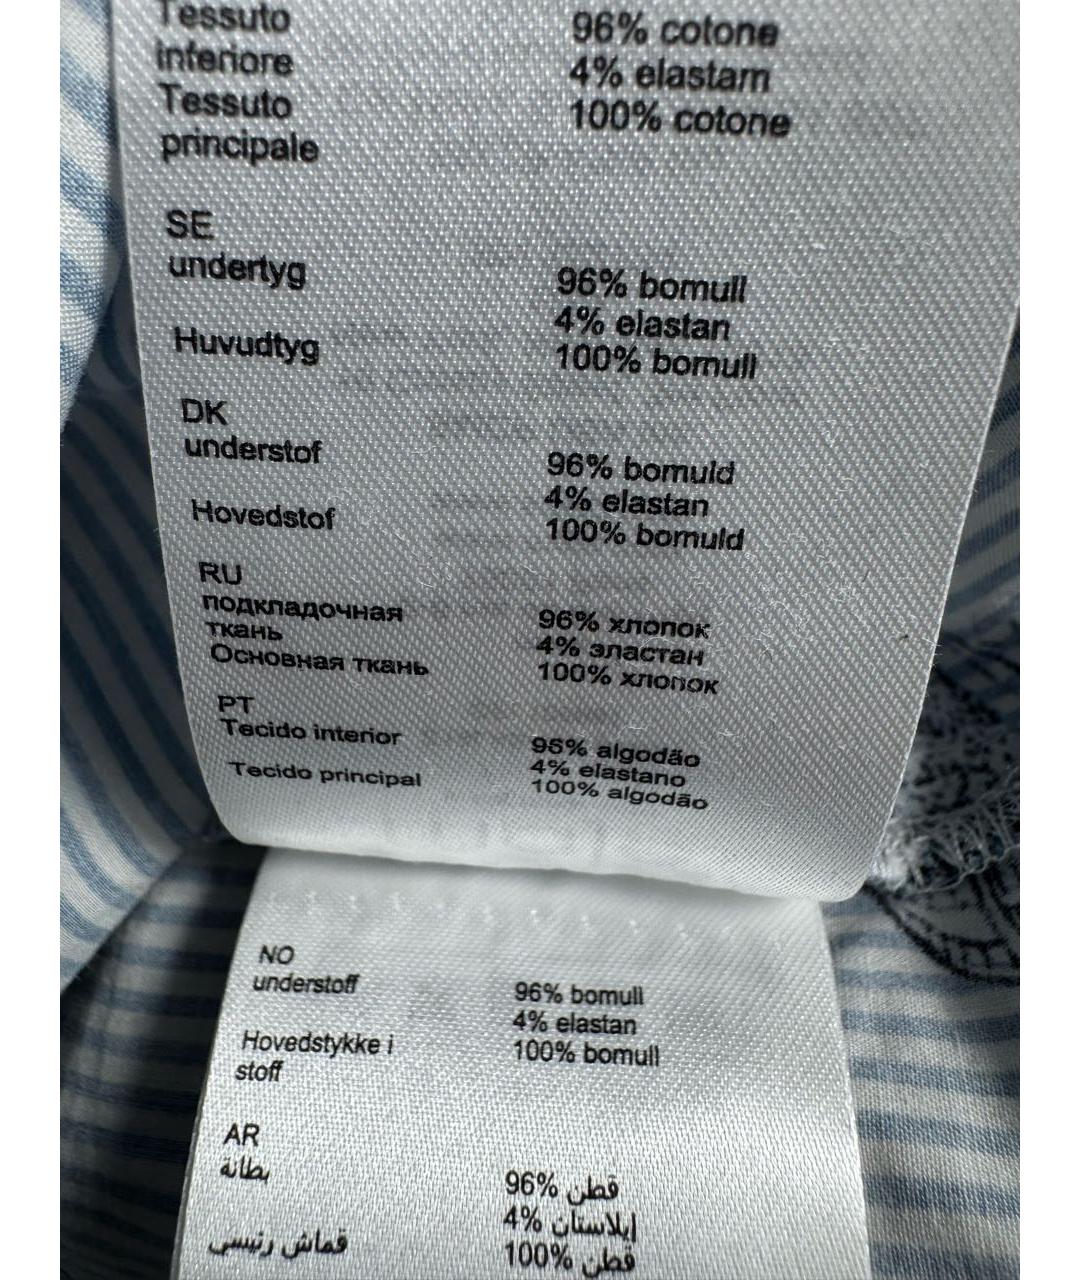 Tessuto 96% cotone
inferiore 4% elastam
Tessuto 100% cotone
principale
SE
undertyg 96% bomull
4% elastan
Huvudtyg 100% bomull
DK
understof 96% bomuld
4% elastan
Hovedstof 100% bomuld
RU
подкладочная 96% хлопок
ткань 4% эластан
Основная ткань 100% хлопок
PT
Tecido interior 96% algodão
4% elastano
Tecido principal 100% algodão
NO
understoff 96% bomull
4% elastan
Hovedstykke i 100% bomull
stoff
AR
بطانة 96% قطن
4% إيلاستان
قماش رئيسي 100% قطن